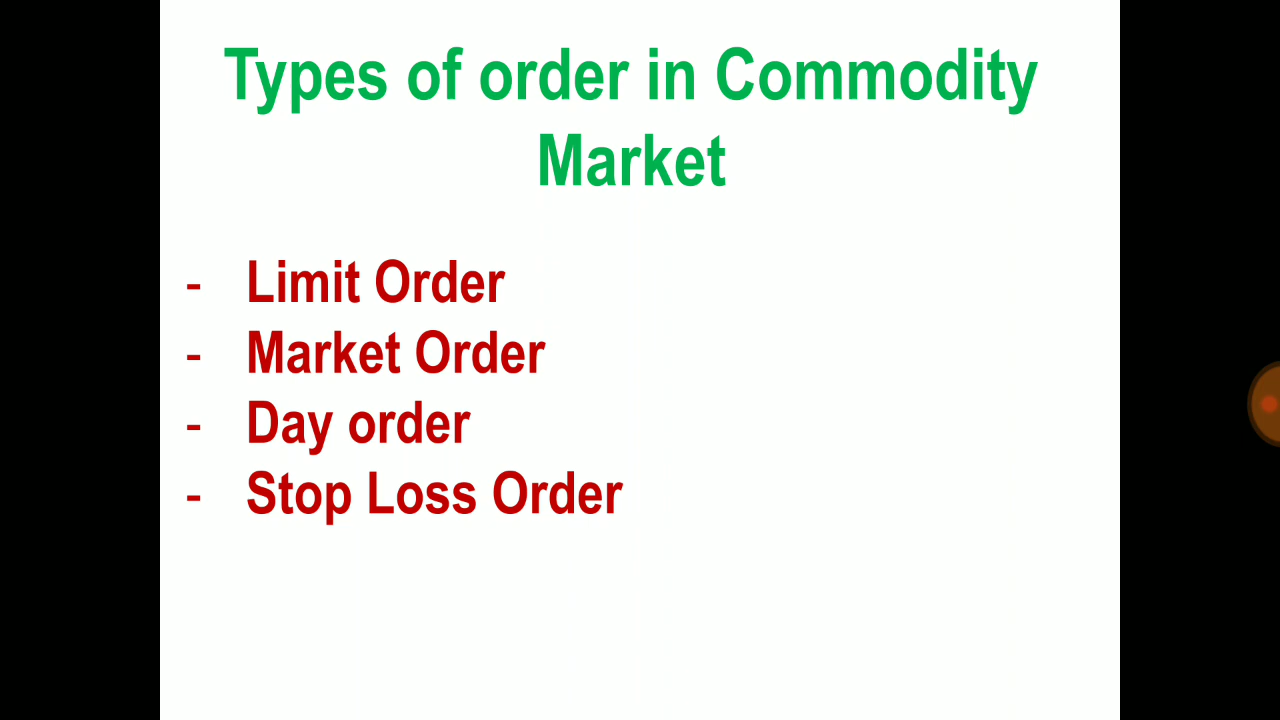 Types of order in Commodity
Market
- Limit Order
- Market Order
- Day order
- Stop Loss Order